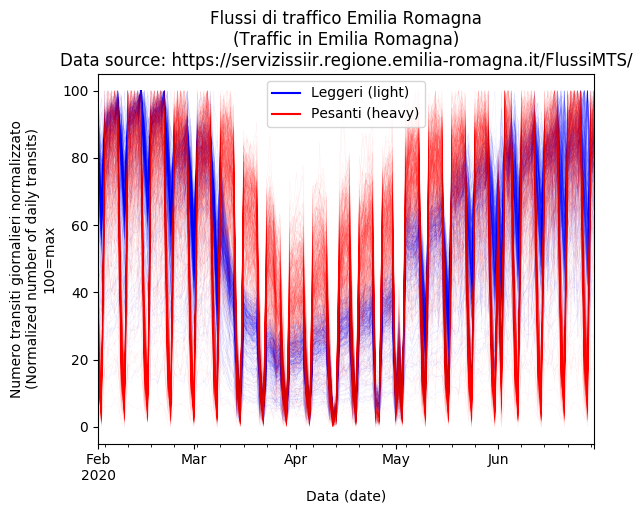 Flussi di traffico Emilia Romagna
(Traffic in Emilia Romagna)
Data source: https://servizissiir.regione.emilia-romagna.it/FlussiMTS/
Leggeri (light)
Pesanti (heavy)
Numero transiti giornalieri normalizzato
(Normalized number of daily transits)
100=max
100
80
60
40
20
0
Feb
2020
Mar
Apr
May
Jun
Data (date)